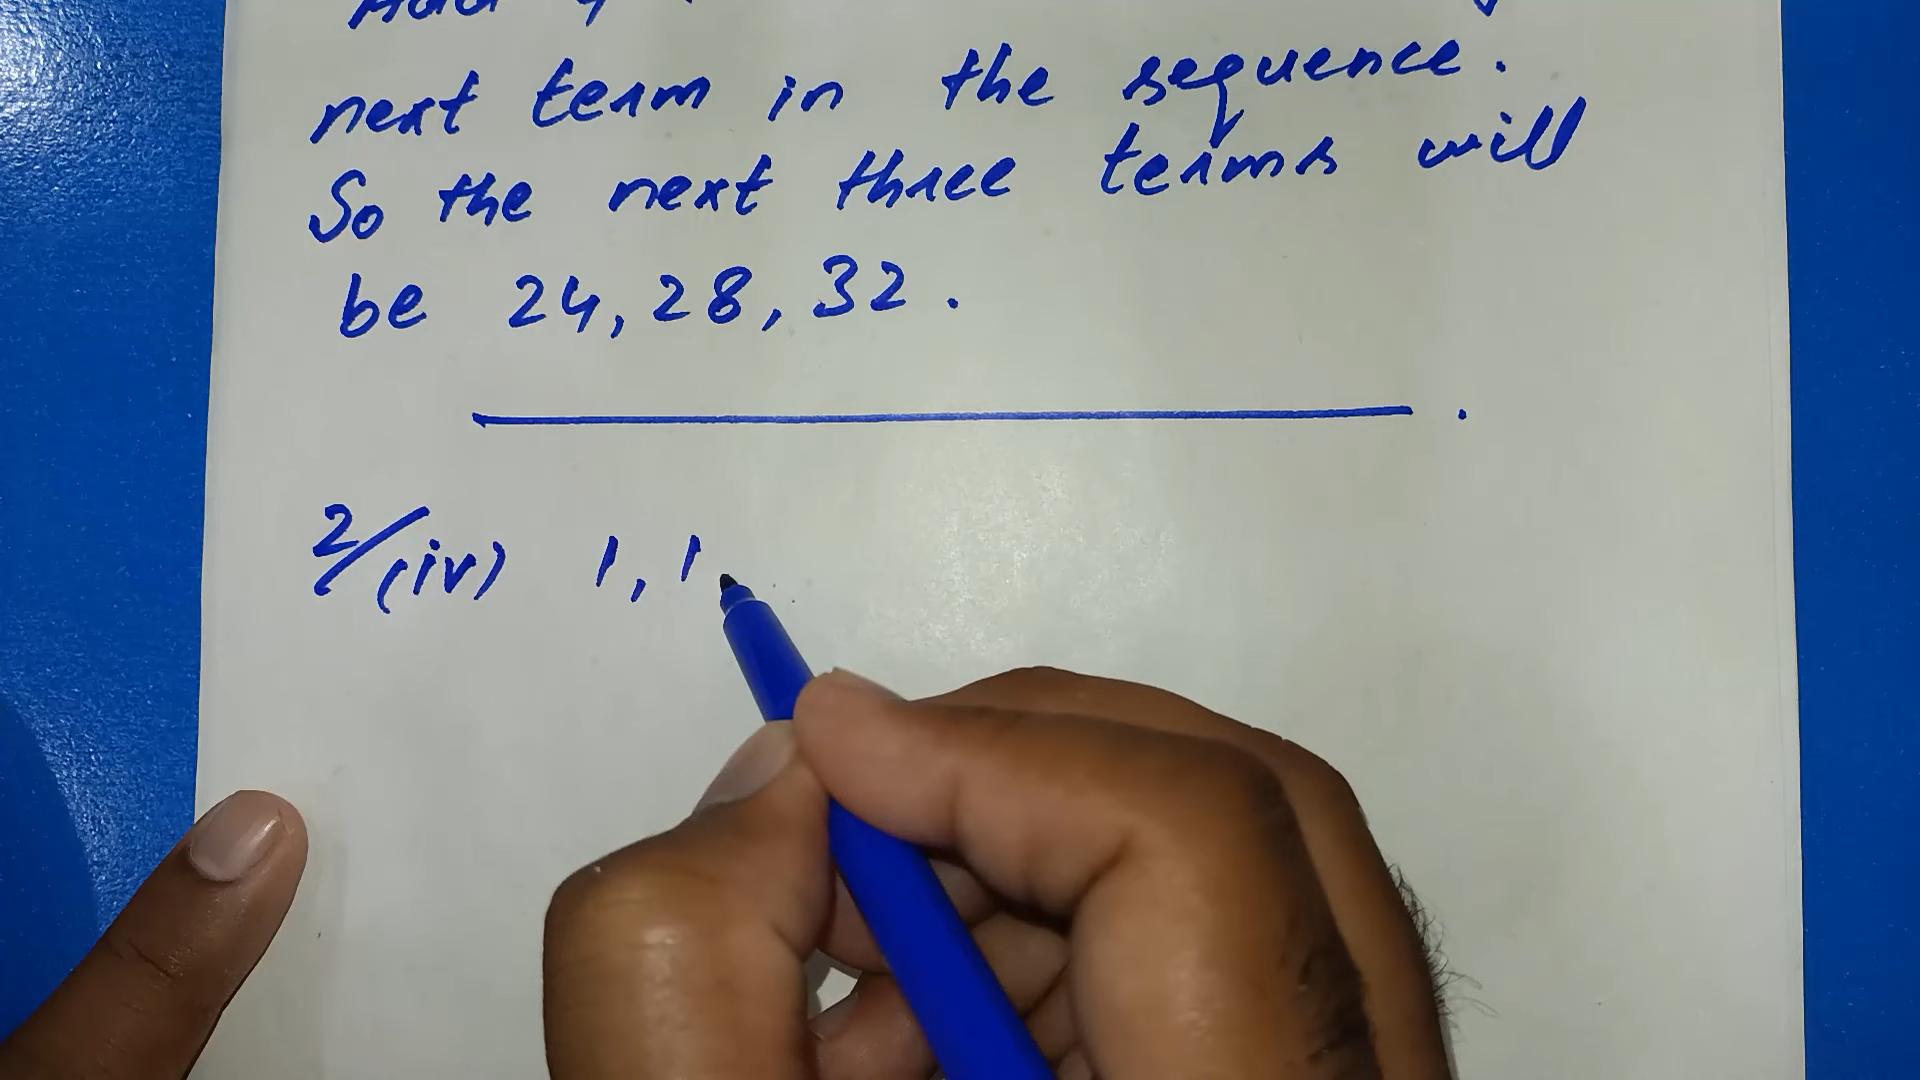 next term in the sequence.
So the next three terms will
be 24, 28, 32.
2/(iv) 1, 1